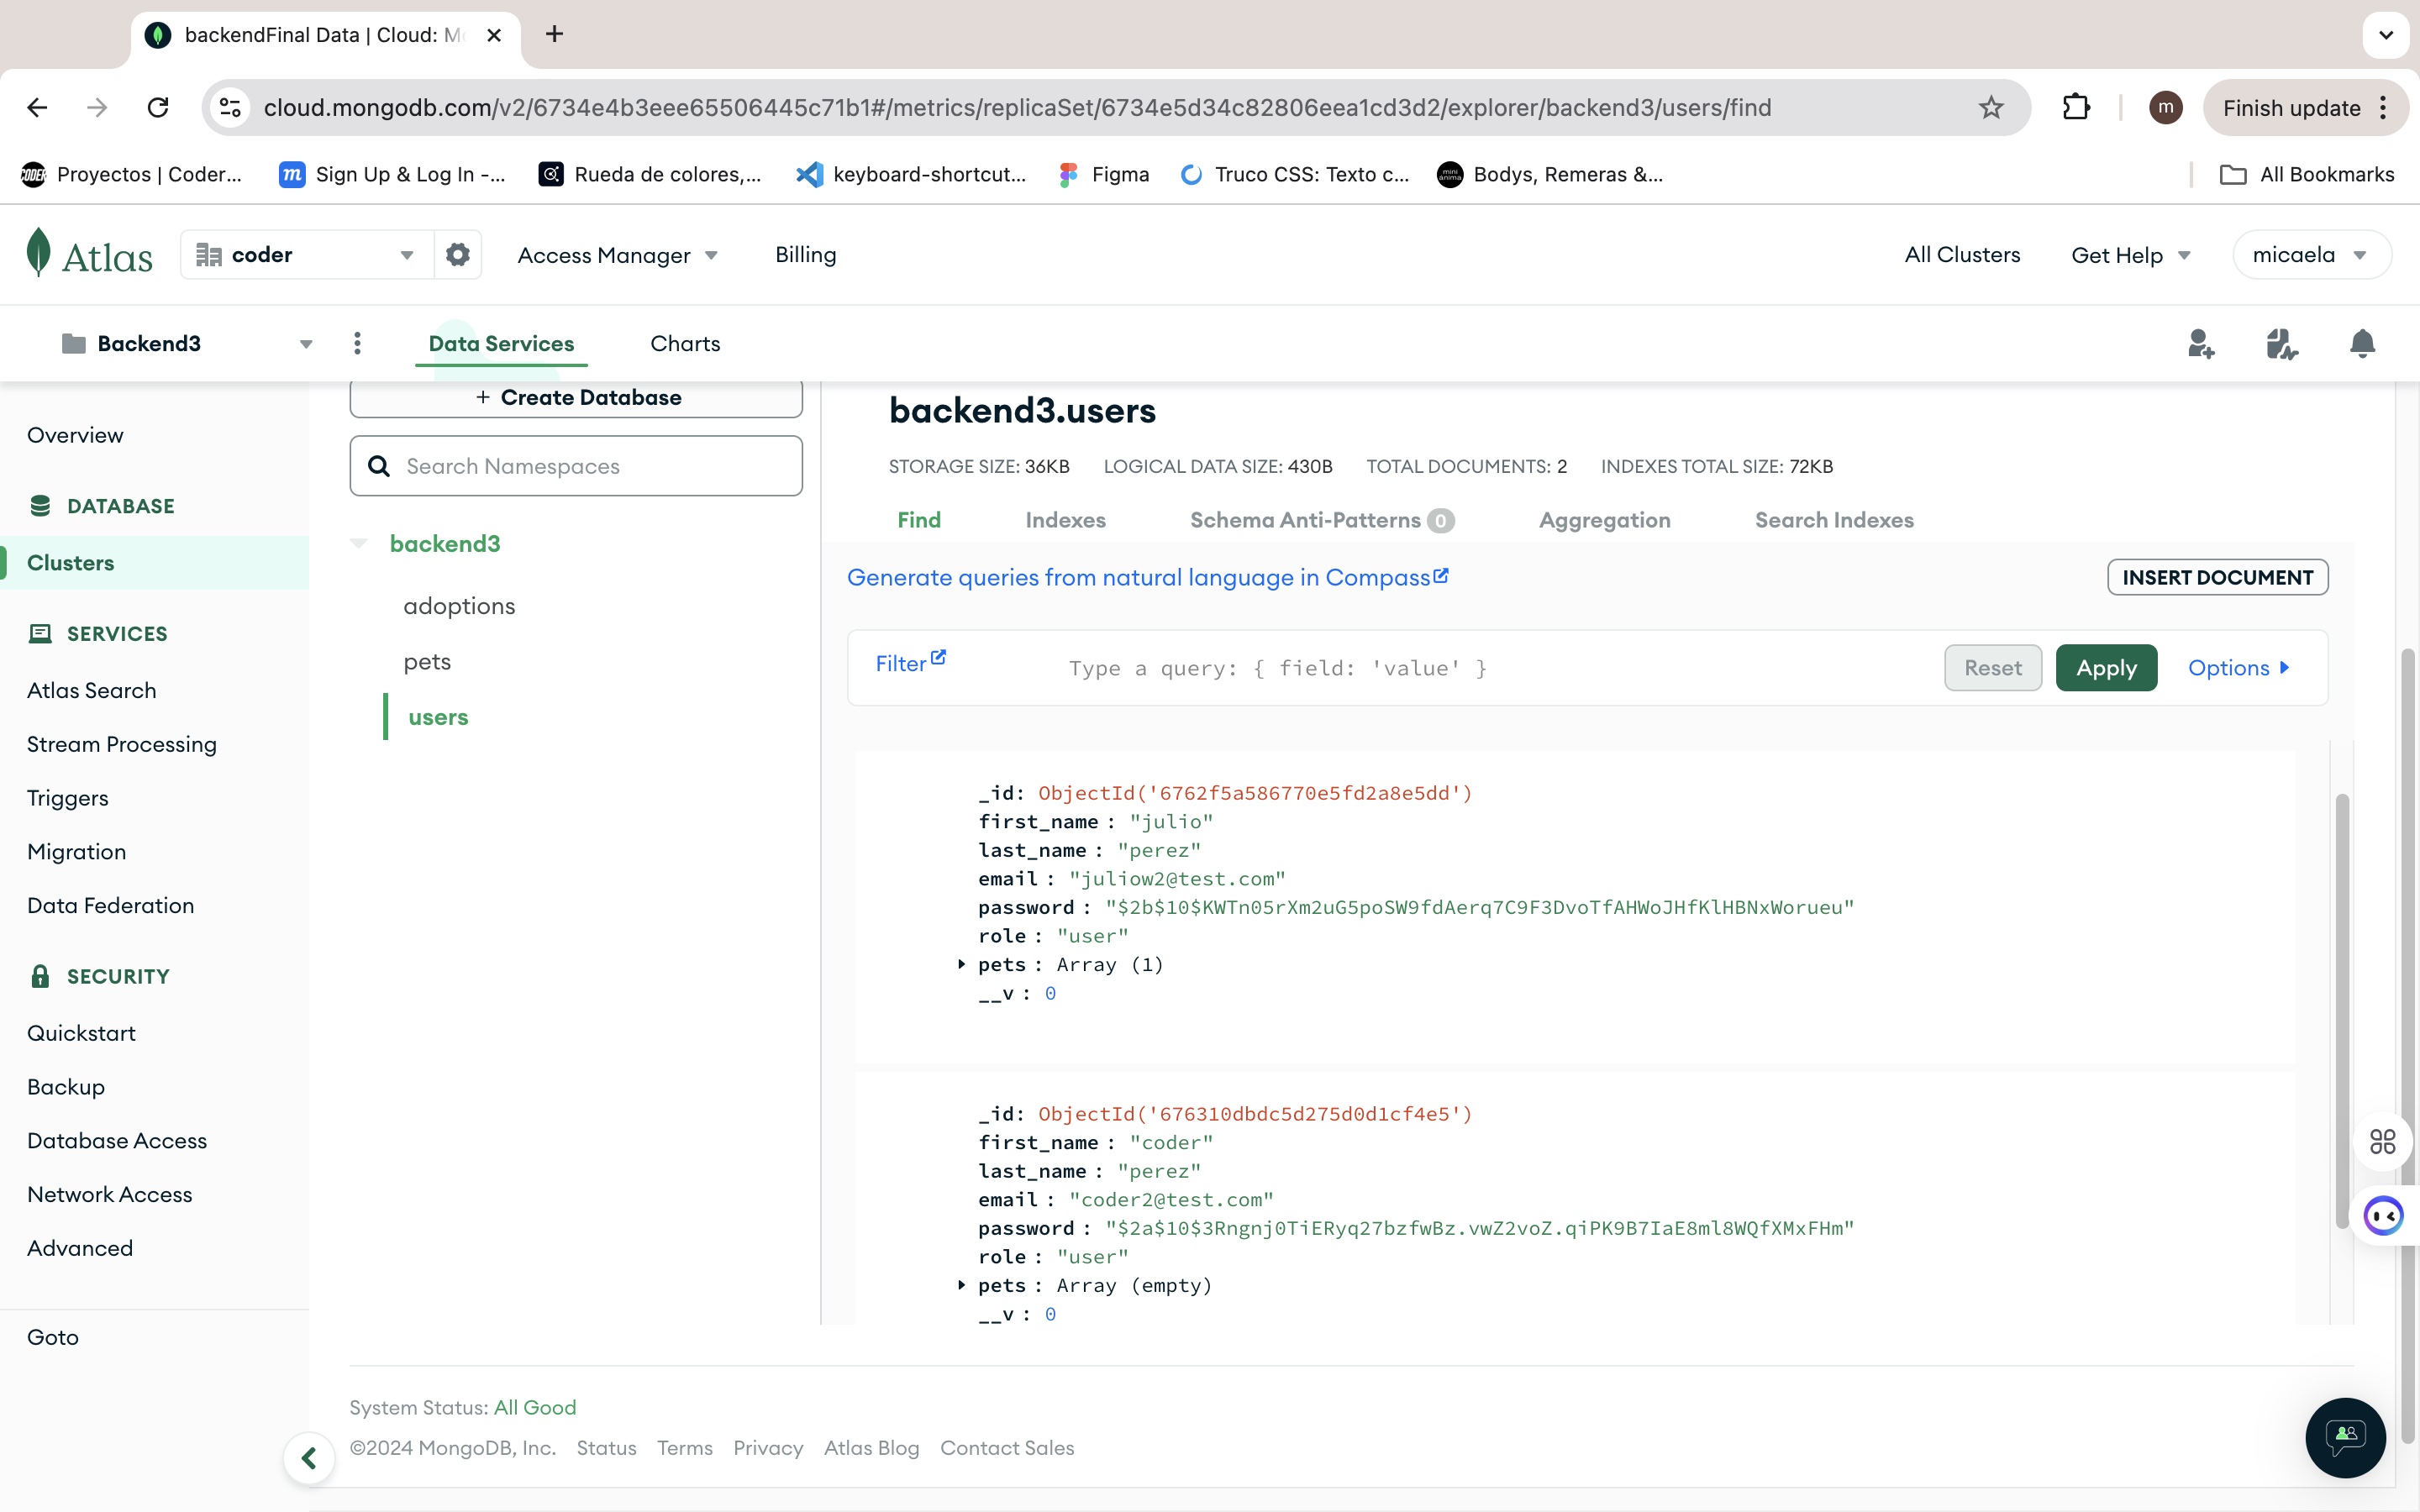 backendFinal Data | Cloud: Mo
cloud.mongodb.com/v2/6734e4b3eee65506445c71b1#/metrics/replicaSet/6734e5d34c82806eea1cd3d2/explorer/backend3/users/find
m
Finish update
Proyectos | Coder...
Sign Up & Log In -...
Rueda de colores,...
keyboard-shortcut...
Figma
Truco CSS: Texto c...
Bodys, Remeras &...
All Bookmarks
Atlas
coder
Access Manager
Billing
All Clusters
Get Help
micaela
Backend3
Data Services
Charts
Overview
DATABASE
Clusters
SERVICES
Atlas Search
Stream Processing
Triggers
Migration
Data Federation
SECURITY
Quickstart
Backup
Database Access
Network Access
Advanced
Goto
+ Create Database
Search Namespaces
backend3
adoptions
pets
users
backend3.users
STORAGE SIZE: 36KB LOGICAL DATA SIZE: 430B TOTAL DOCUMENTS: 2 INDEXES TOTAL SIZE: 72KB
Find Indexes Schema Anti-Patterns 0 Aggregation Search Indexes
Generate queries from natural language in Compass
INSERT DOCUMENT
Filter
Type a query: { field: 'value' }
Reset
Apply
Options
_id: ObjectId('6762f5a586770e5fd2a8e5dd')
first_name : "julio"
last_name : "perez"
email : "juliow2@test.com"
password : "$2b$10$KWTn05rXm2uG5poSW9fdAerq7C9F3DvoTfAHWoJHfKlHBNxWorueu"
role : "user"
pets : Array (1)
__v : 0
_id: ObjectId('676310dbdc5d275d0d1cf4e5')
first_name : "coder"
last_name : "perez"
email : "coder2@test.com"
password : "$2a$10$3Rngnj0TiERyq27bzfwBz.vwZ2voZ.qiPK9B7IaE8ml8WQfXMxFHm"
role : "user"
pets : Array (empty)
__v : 0
System Status: All Good
©2024 MongoDB, Inc. Status Terms Privacy Atlas Blog Contact Sales